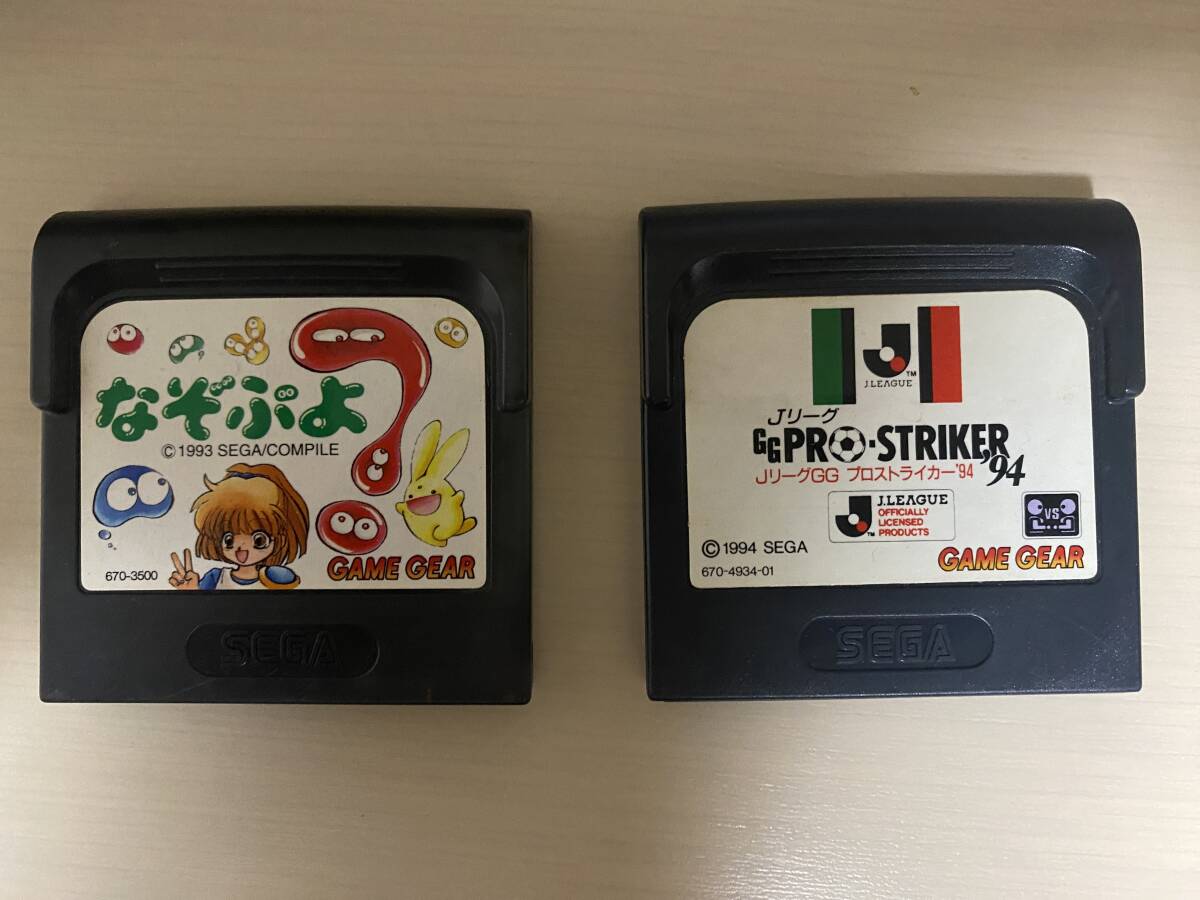 なぞぷよ
?
©1993 SEGA/COMPILE
670-3500
GAME GEAR
SEGA
J
TM
J.LEAGUE
Jリーグ
GG PRO-STRIKER '94
JリーグGG プロストライカー'94
J.LEAGUE
OFFICIALLY
LICENSED
PRODUCTS
VS
©1994 SEGA
670-4934-01
GAME GEAR
SEGA